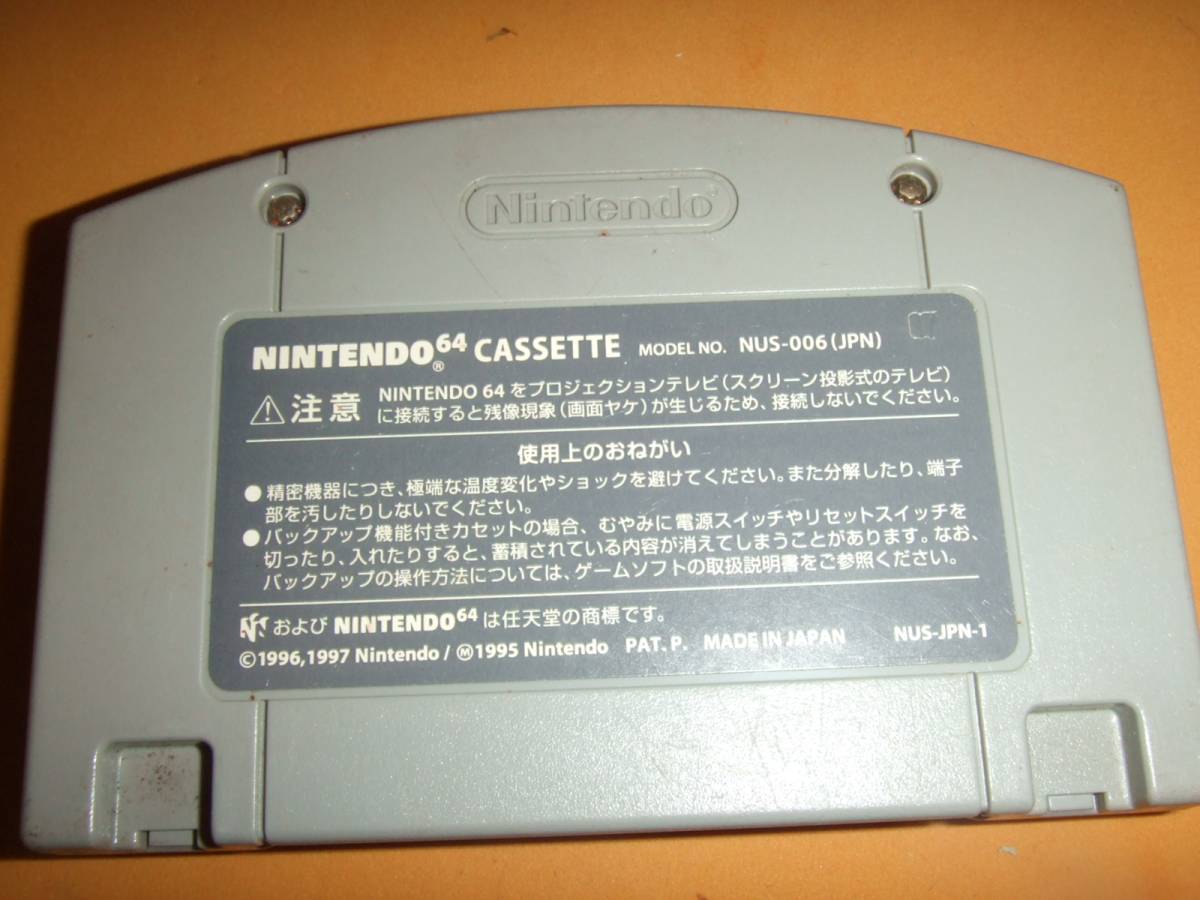 Nintendo
NINTENDO64® CASSETTE MODEL NO. NUS-006(JPN)
⚠ 注意 NINTENDO 64 をプロジェクションテレビ(スクリーン投影式のテレビ)
に接続すると残像現象(画面ヤケ)が生じるため、接続しないでください。
使用上のおねがい
● 精密機器につき、極端な温度変化やショックを避けてください。また分解したり、端子
部を汚したりしないでください。
● バックアップ機能付きカセットの場合、むやみに電源スイッチやリセットスイッチを
切ったり、入れたりすると、蓄積されている内容が消えてしまうことがあります。なお、
バックアップの操作方法については、ゲームソフトの取扱説明書をご参照ください。
および NINTENDO64 は任天堂の商標です。
©1996,1997 Nintendo / Ⓜ1995 Nintendo PAT. P. MADE IN JAPAN NUS-JPN-1